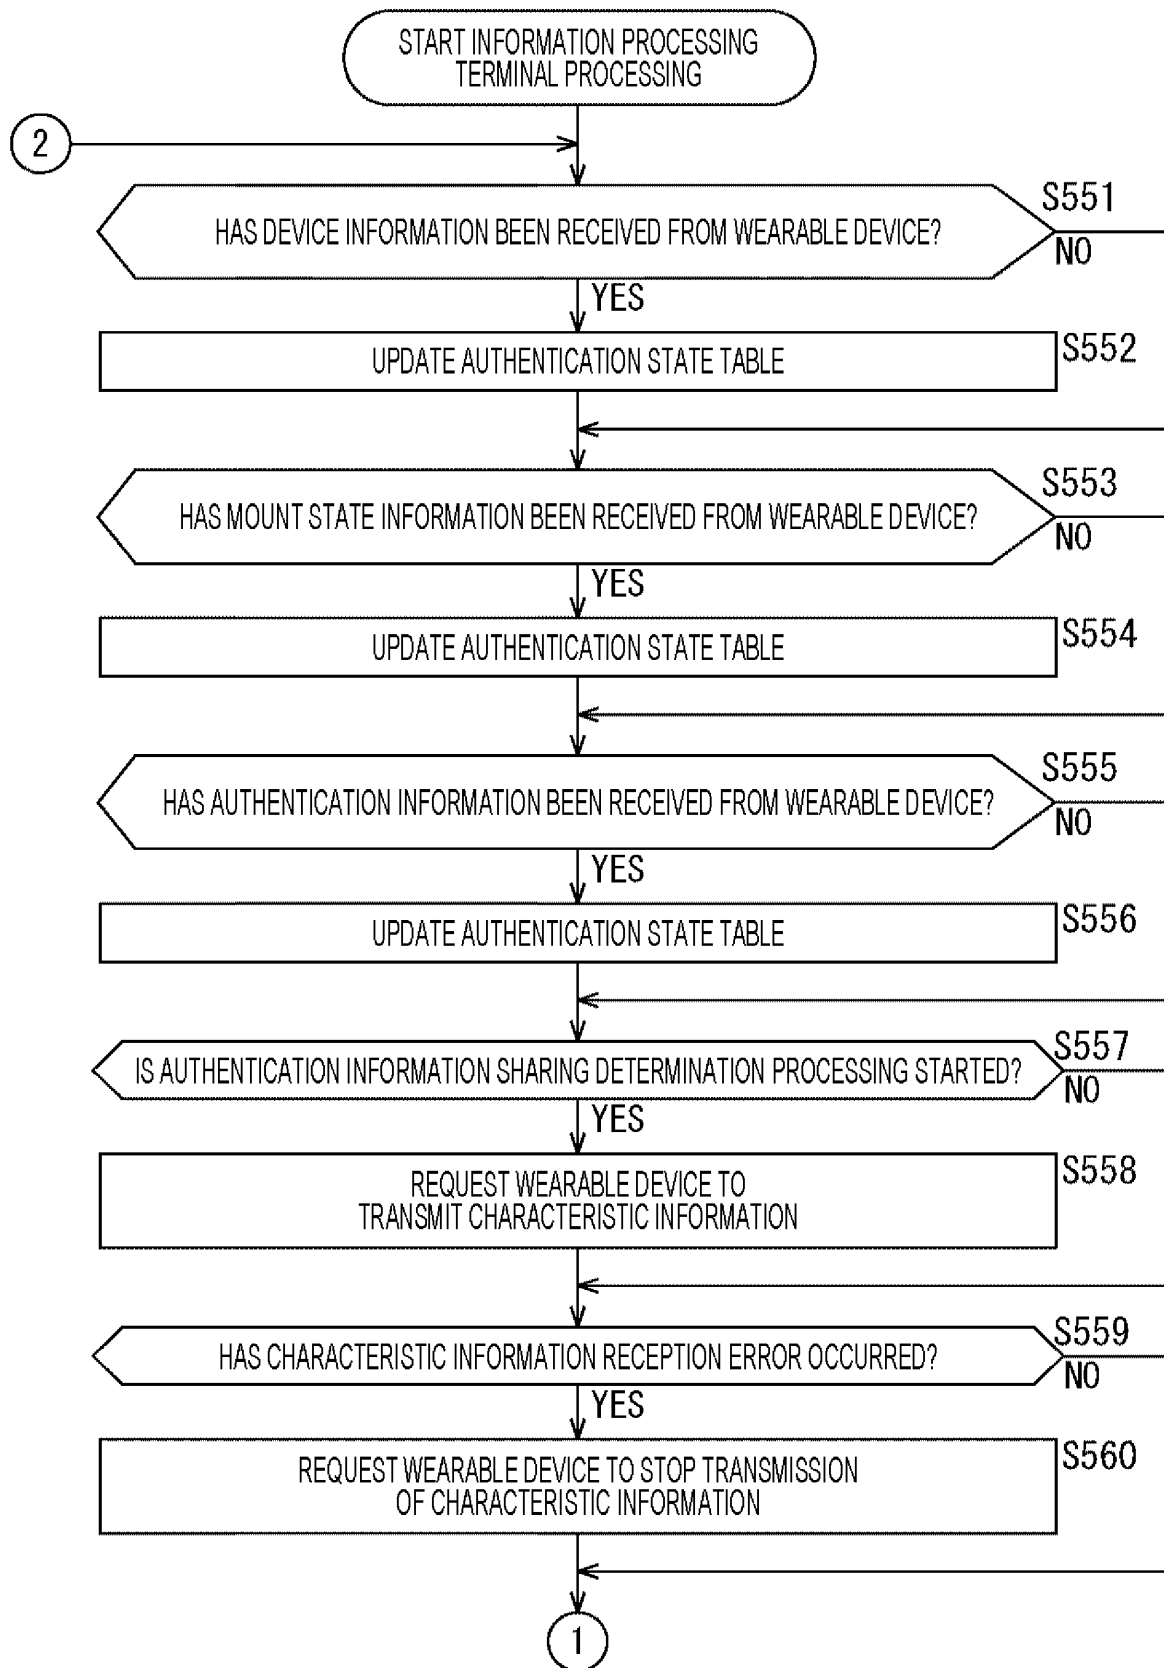 START INFORMATION PROCESSING
TERMINAL PROCESSING
2
S551
HAS DEVICE INFORMATION BEEN RECEIVED FROM WEARABLE DEVICE?
NO
YES
S552
UPDATE AUTHENTICATION STATE TABLE
S553
HAS MOUNT STATE INFORMATION BEEN RECEIVED FROM WEARABLE DEVICE?
NO
YES
S554
UPDATE AUTHENTICATION STATE TABLE
S555
HAS AUTHENTICATION INFORMATION BEEN RECEIVED FROM WEARABLE DEVICE?
NO
YES
S556
UPDATE AUTHENTICATION STATE TABLE
S557
IS AUTHENTICATION INFORMATION SHARING DETERMINATION PROCESSING STARTED?
NO
YES
S558
REQUEST WEARABLE DEVICE TO
TRANSMIT CHARACTERISTIC INFORMATION
S559
HAS CHARACTERISTIC INFORMATION RECEPTION ERROR OCCURRED?
NO
YES
S560
REQUEST WEARABLE DEVICE TO STOP TRANSMISSION
OF CHARACTERISTIC INFORMATION
1